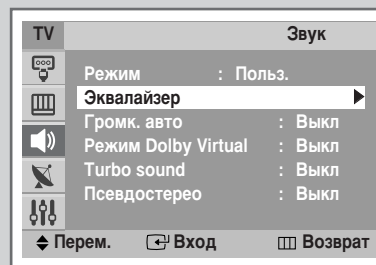 TV Звук
Режим : Польз.
Эквалайзер
Громк. авто : Выкл
Режим Dolby Virtual : Выкл
Turbo sound : Выкл
Псевдостерео : Выкл
Перем. Вход Возврат